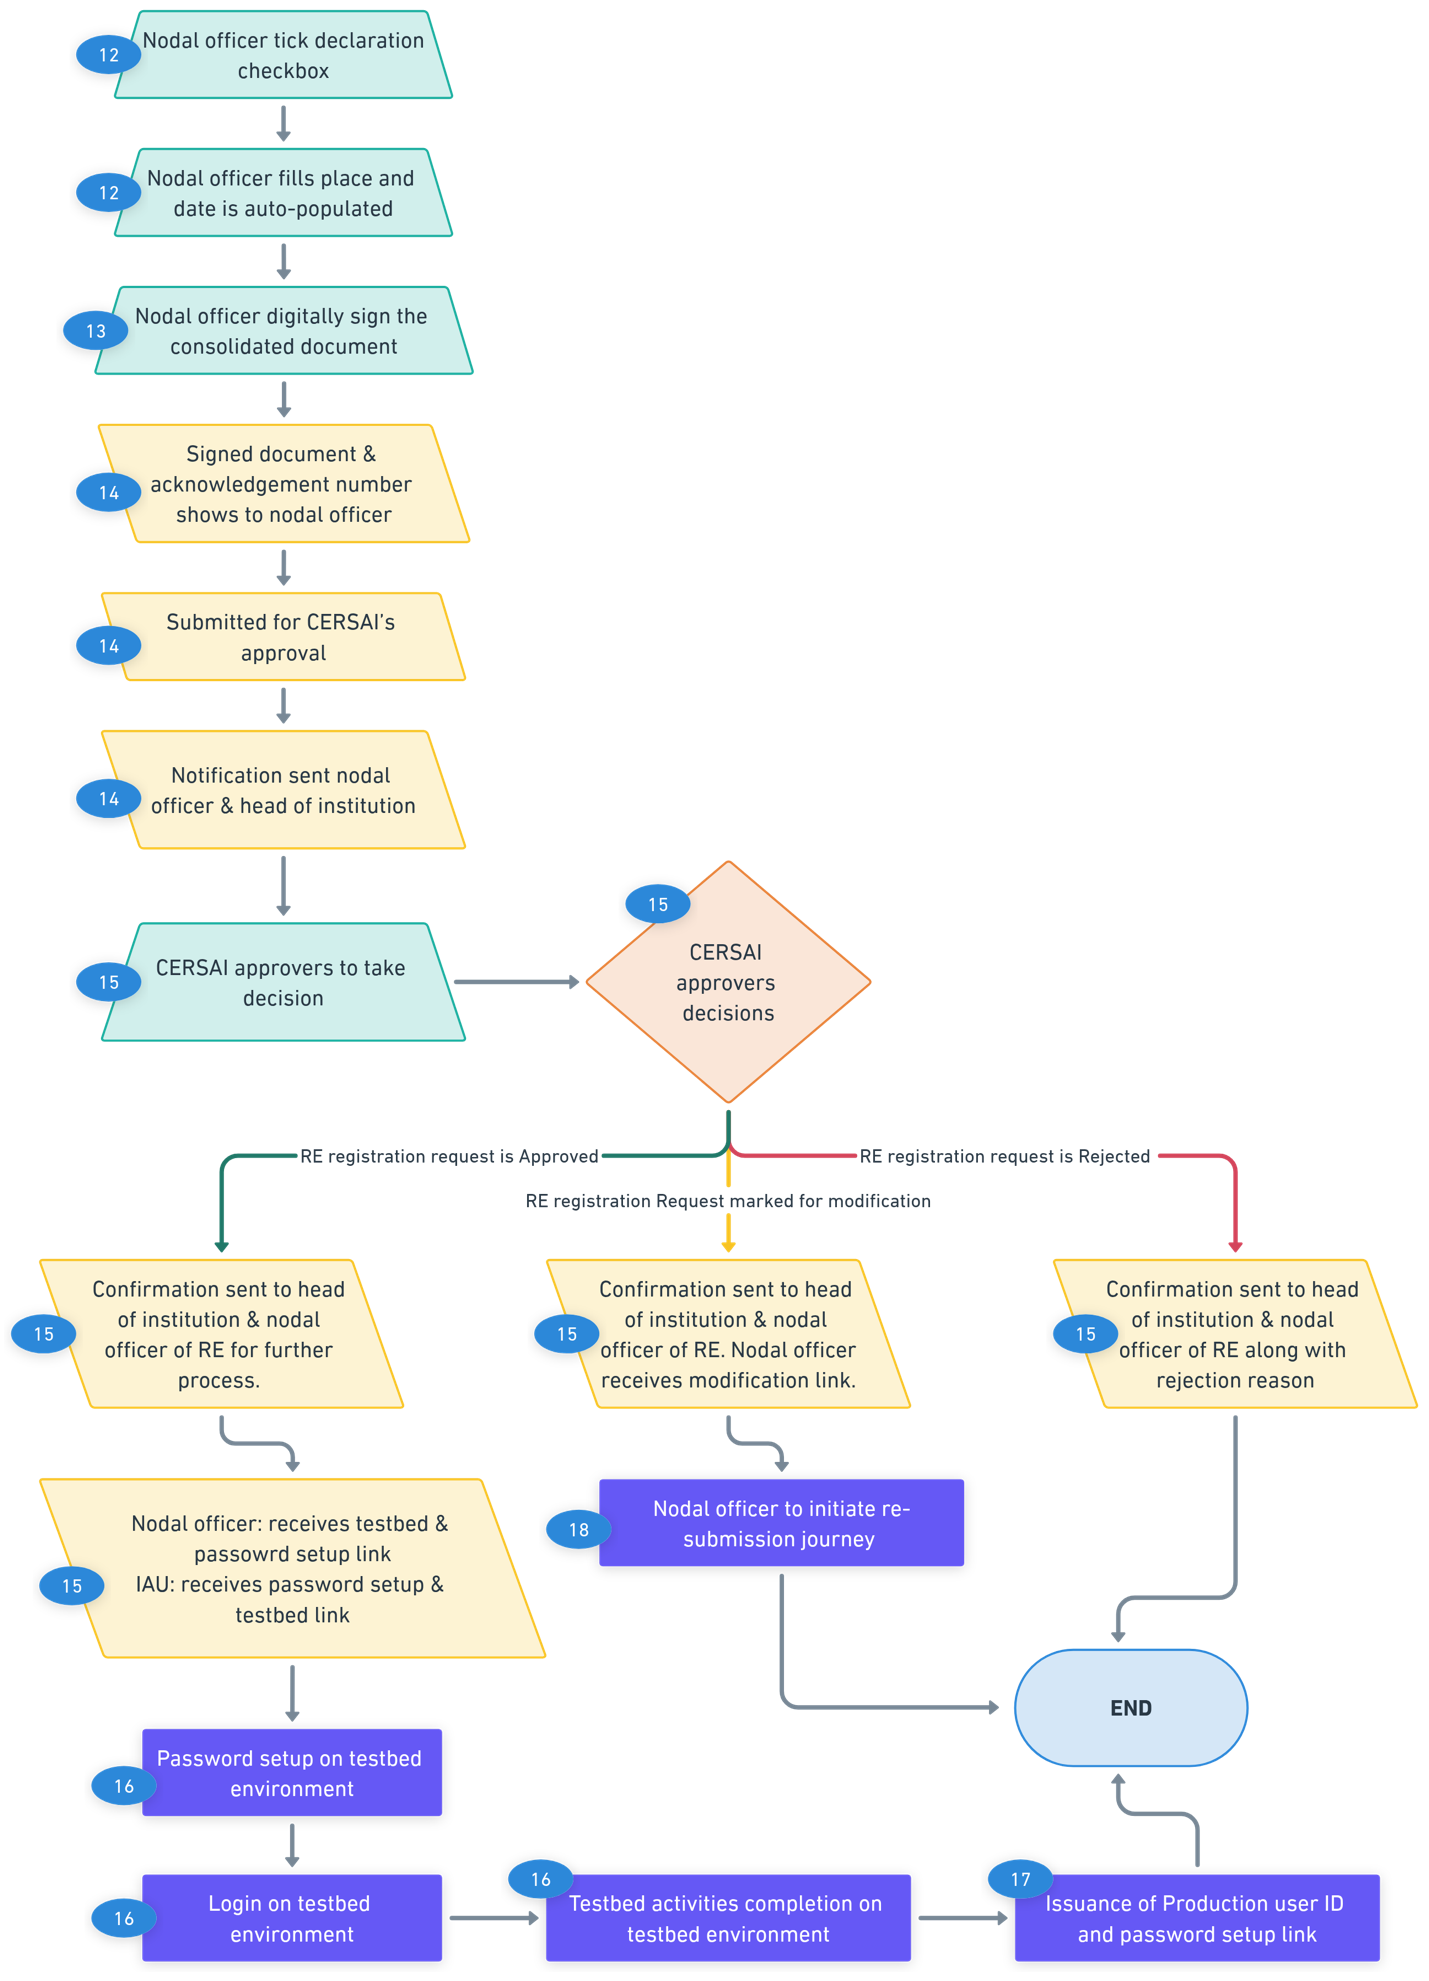 12
Nodal officer tick declaration
checkbox
12
Nodal officer fills place and
date is auto-populated
13
Nodal officer digitally sign the
consolidated document
14
Signed document &
acknowledgement number
shows to nodal officer
14
Submitted for CERSAI’s
approval
14
Notification sent nodal
officer & head of institution
15
CERSAI approvers to take
decision
15
CERSAI
approvers
decisions
RE registration request is Approved
RE registration request is Rejected
RE registration Request marked for modification
15
Confirmation sent to head
of institution & nodal
officer of RE for further
process.
15
Confirmation sent to head
of institution & nodal
officer of RE. Nodal officer
receives modification link.
15
Confirmation sent to head
of institution & nodal
officer of RE along with
rejection reason
15
Nodal officer: receives testbed &
passowrd setup link
IAU: receives password setup &
testbed link
18
Nodal officer to initiate re-
submission journey
END
16
Password setup on testbed
environment
16
Login on testbed
environment
16
Testbed activities completion on
testbed environment
17
Issuance of Production user ID
and password setup link